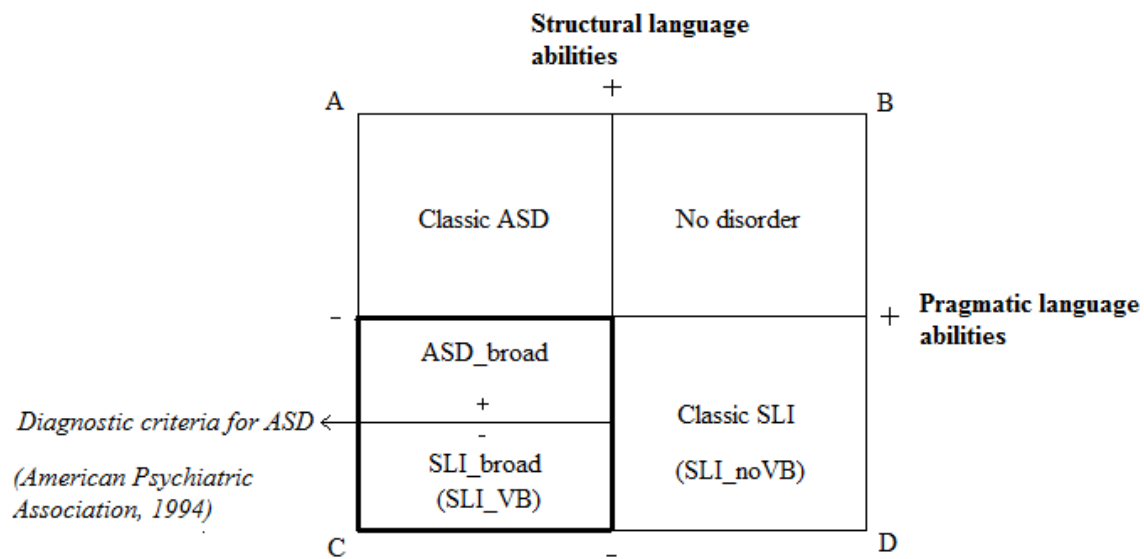 Structural language
abilities
+
A
B
Classic ASD
No disorder
-
+
Pragmatic language
abilities
ASD_broad
+
Diagnostic criteria for ASD
-
Classic SLI
SLI_broad
(SLI_VB)
(SLI_noVB)
(American Psychiatric
Association, 1994)
C
-
D